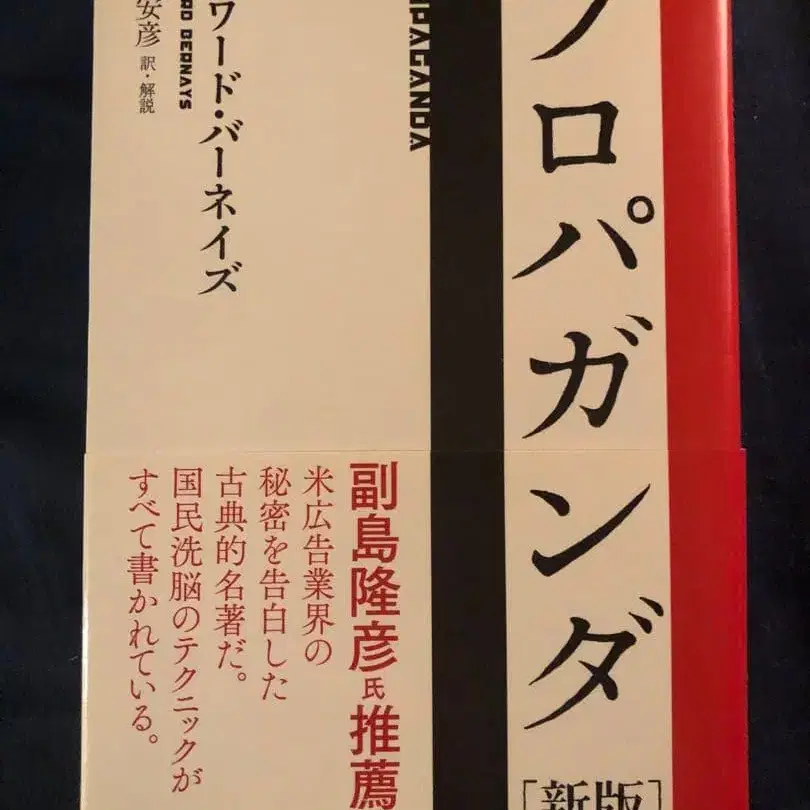 プロパガンダ
[新版]
PAGANDA
ワード・バーネイズ
RD BERNAYS
安彦 訳・解説
副島隆彦氏推薦
米広告業界の
秘密を告白した
古典的名著だ。
国民洗脳のテクニックが
すべて書かれている。